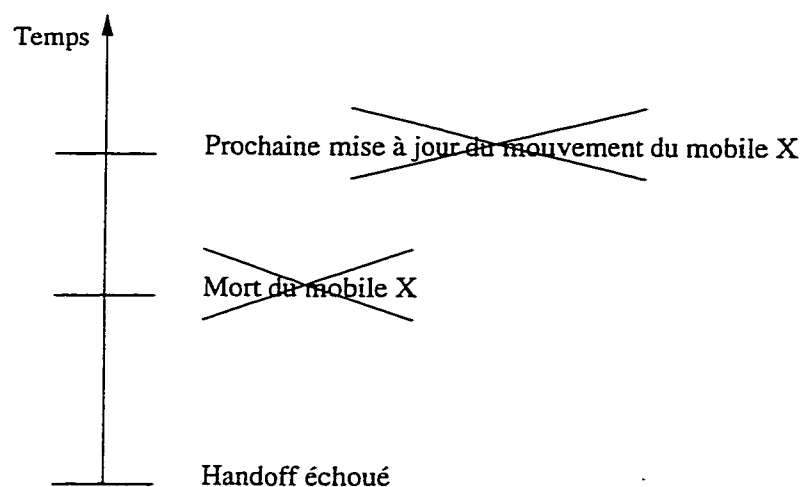 Temps
Prochaine mise à jour du mouvement du mobile X
Mort du mobile X
Handoff échoué